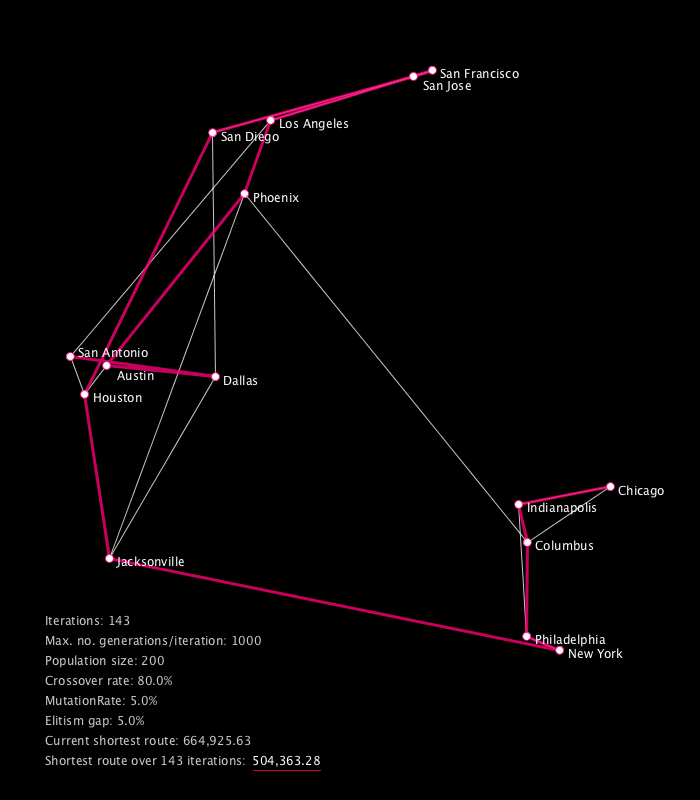 San Francisco
San Jose
Los Angeles
San Diego
Phoenix
San Antonio
Austin
Dallas
Houston
Chicago
Indianapolis
Columbus
Jacksonville
Philadelphia
New York
Iterations: 143
Max. no. generations/iteration: 1000
Population size: 200
Crossover rate: 80.0%
MutationRate: 5.0%
Elitism gap: 5.0%
Current shortest route: 664,925.63
Shortest route over 143 iterations: 504,363.28